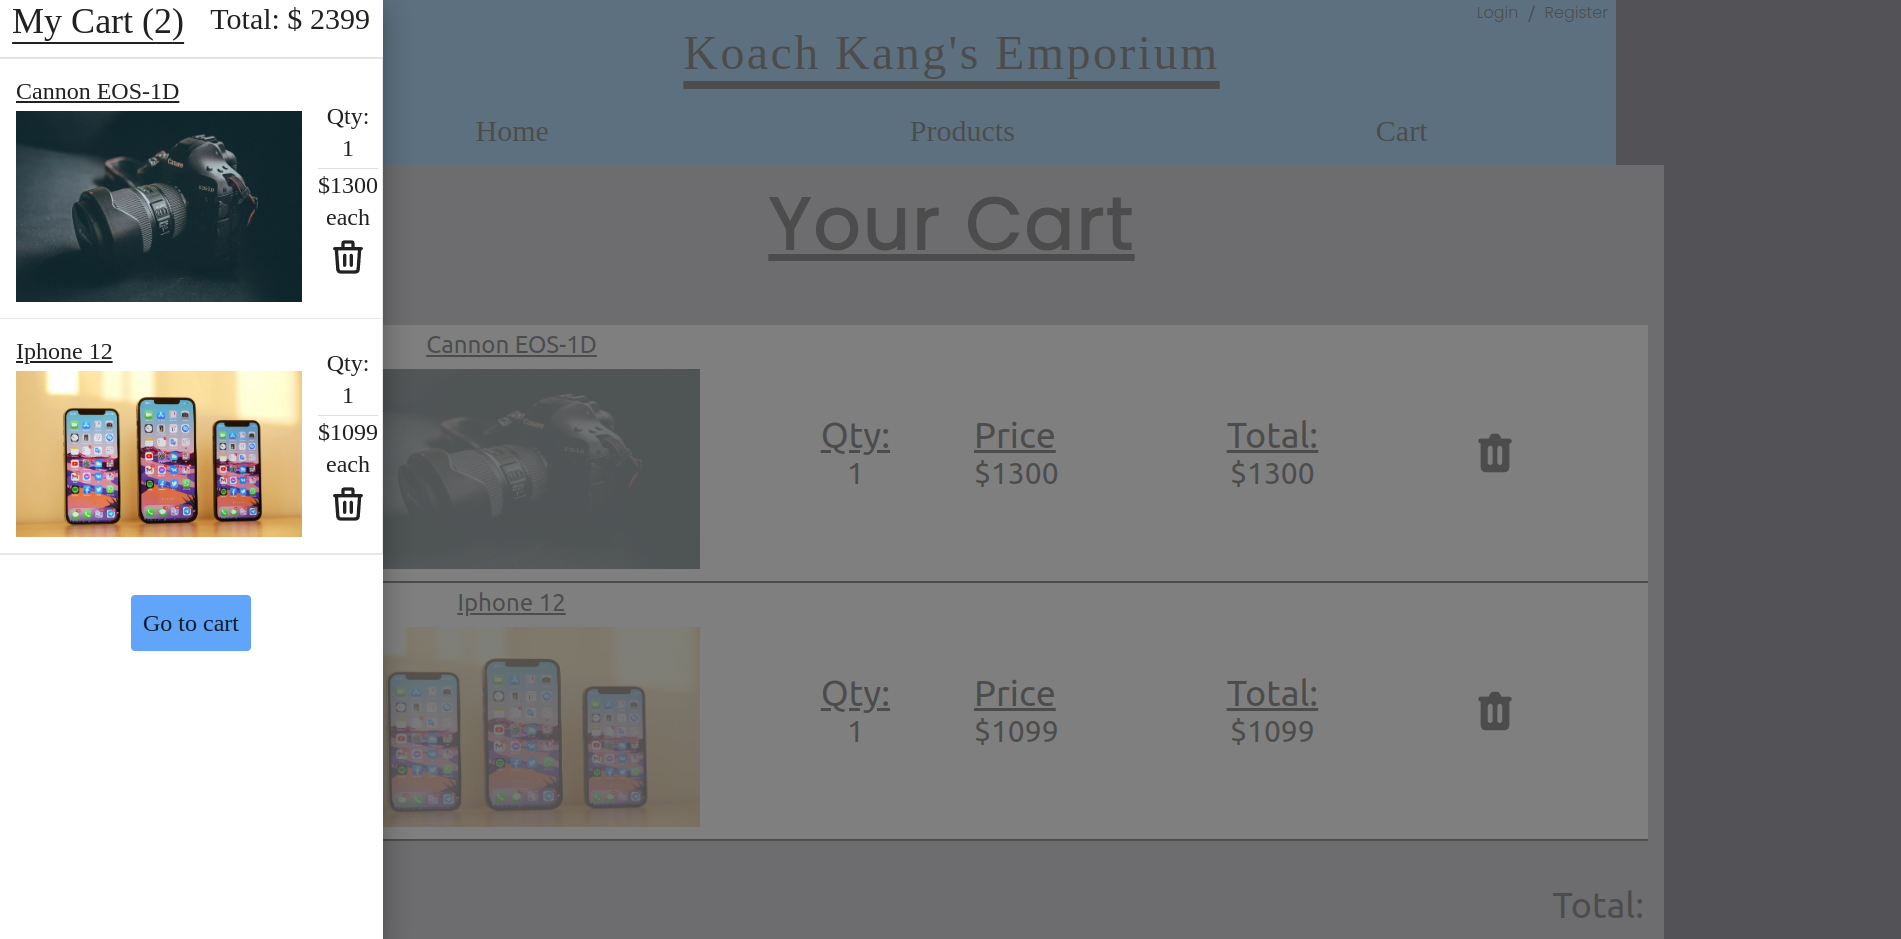 My Cart (2) Total: $ 2399
Cannon EOS-1D
Qty:
1
$1300
each
Iphone 12
Qty:
1
$1099
each
Go to cart
Login / Register
Koach Kang's Emporium
Home Products Cart
Your Cart
Cannon EOS-1D
Qty: Price Total:
1 $1300 $1300
Iphone 12
Qty: Price Total:
1 $1099 $1099
Total: